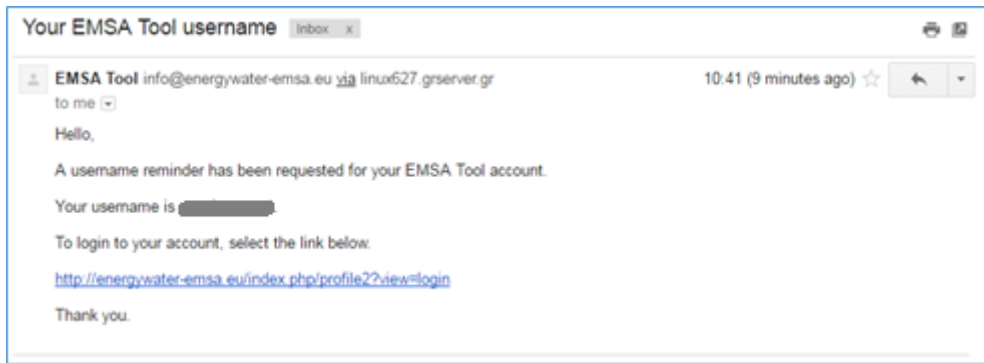 Your EMSA Tool username Inbox x
EMSA Tool info@energywater-emsa.eu via linux627.grserver.gr 10:41 (9 minutes ago)
to me
Hello,
A username reminder has been requested for your EMSA Tool account.
Your username is
To login to your account, select the link below.
http://energywater-emsa.eu/index.php/profile2?view=login
Thank you.